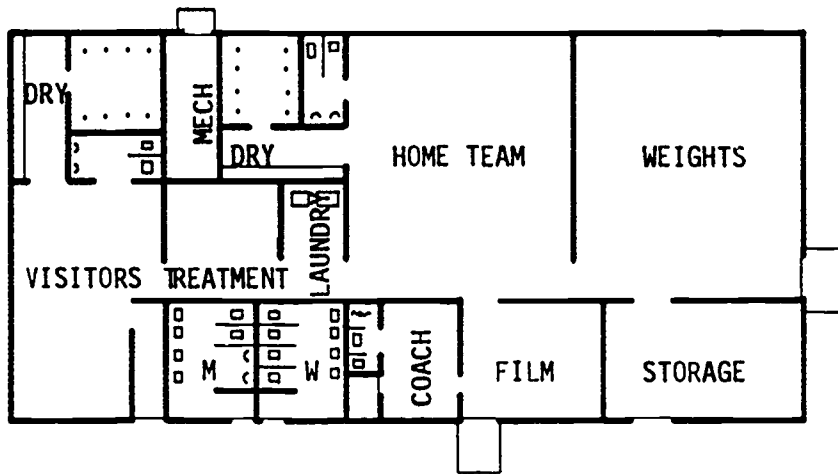 DRY
MECH
DRY
HOME TEAM
WEIGHTS
VISITORS
TREATMENT
LAUNDRY
M
W
COACH
FILM
STORAGE